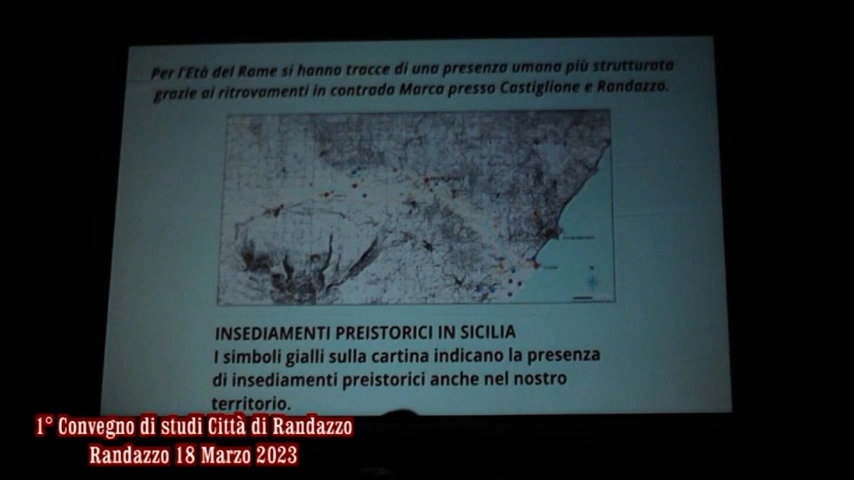 Per l'Età del Rame si hanno tracce di una presenza umana più strutturata
grazie ai ritrovamenti in contrada Marca presso Castiglione e Randazzo.
INSEDIAMENTI PREISTORICI IN SICILIA
I simboli gialli sulla cartina indicano la presenza
di insediamenti preistorici anche nel nostro
territorio.
1° Convegno di studi Città di Randazzo
Randazzo 18 Marzo 2023